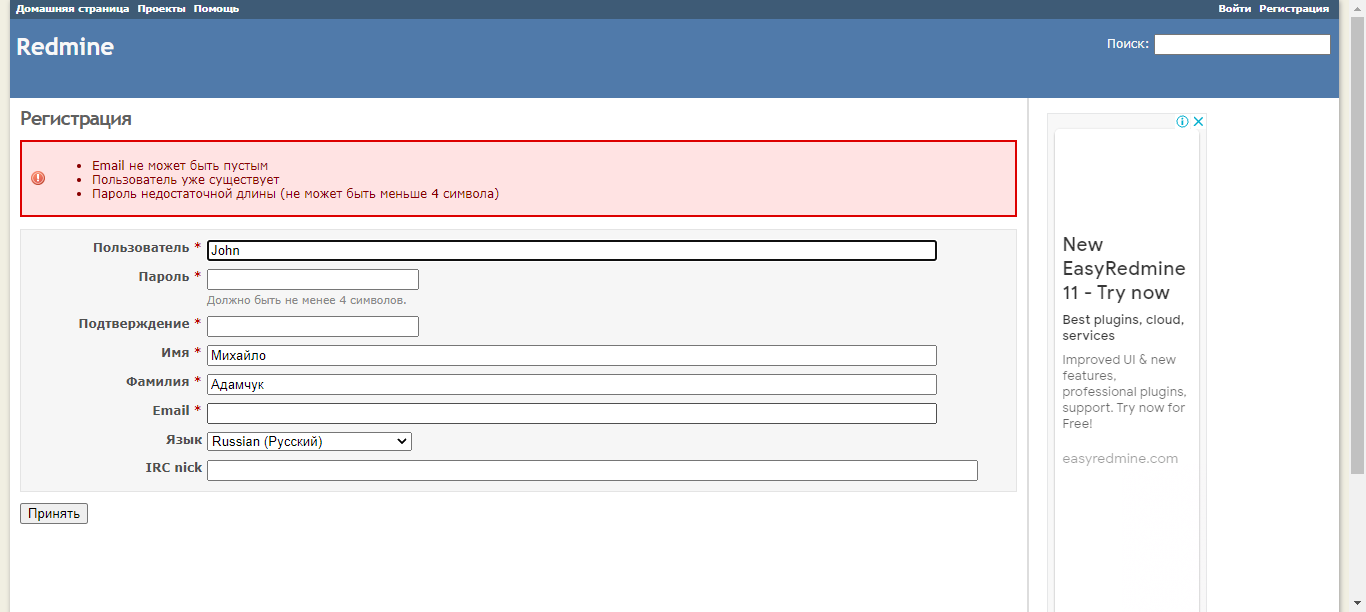 Домашняя страница Проекты Помощь
Войти Регистрация
Redmine
Поиск:
Регистрация
Email не может быть пустым
Пользователь уже существует
Пароль недостаточной длины (не может быть меньше 4 символа)
Пользователь * John
Пароль *
Должно быть не менее 4 символов.
Подтверждение *
Имя * Михайло
Фамилия * Адамчук
Email *
Язык Russian (Русский)
IRC nick
Принять
New
EasyRedmine
11 - Try now
Best plugins, cloud,
services
Improved UI & new
features,
professional plugins,
support. Try now for
Free!
easyredmine.com